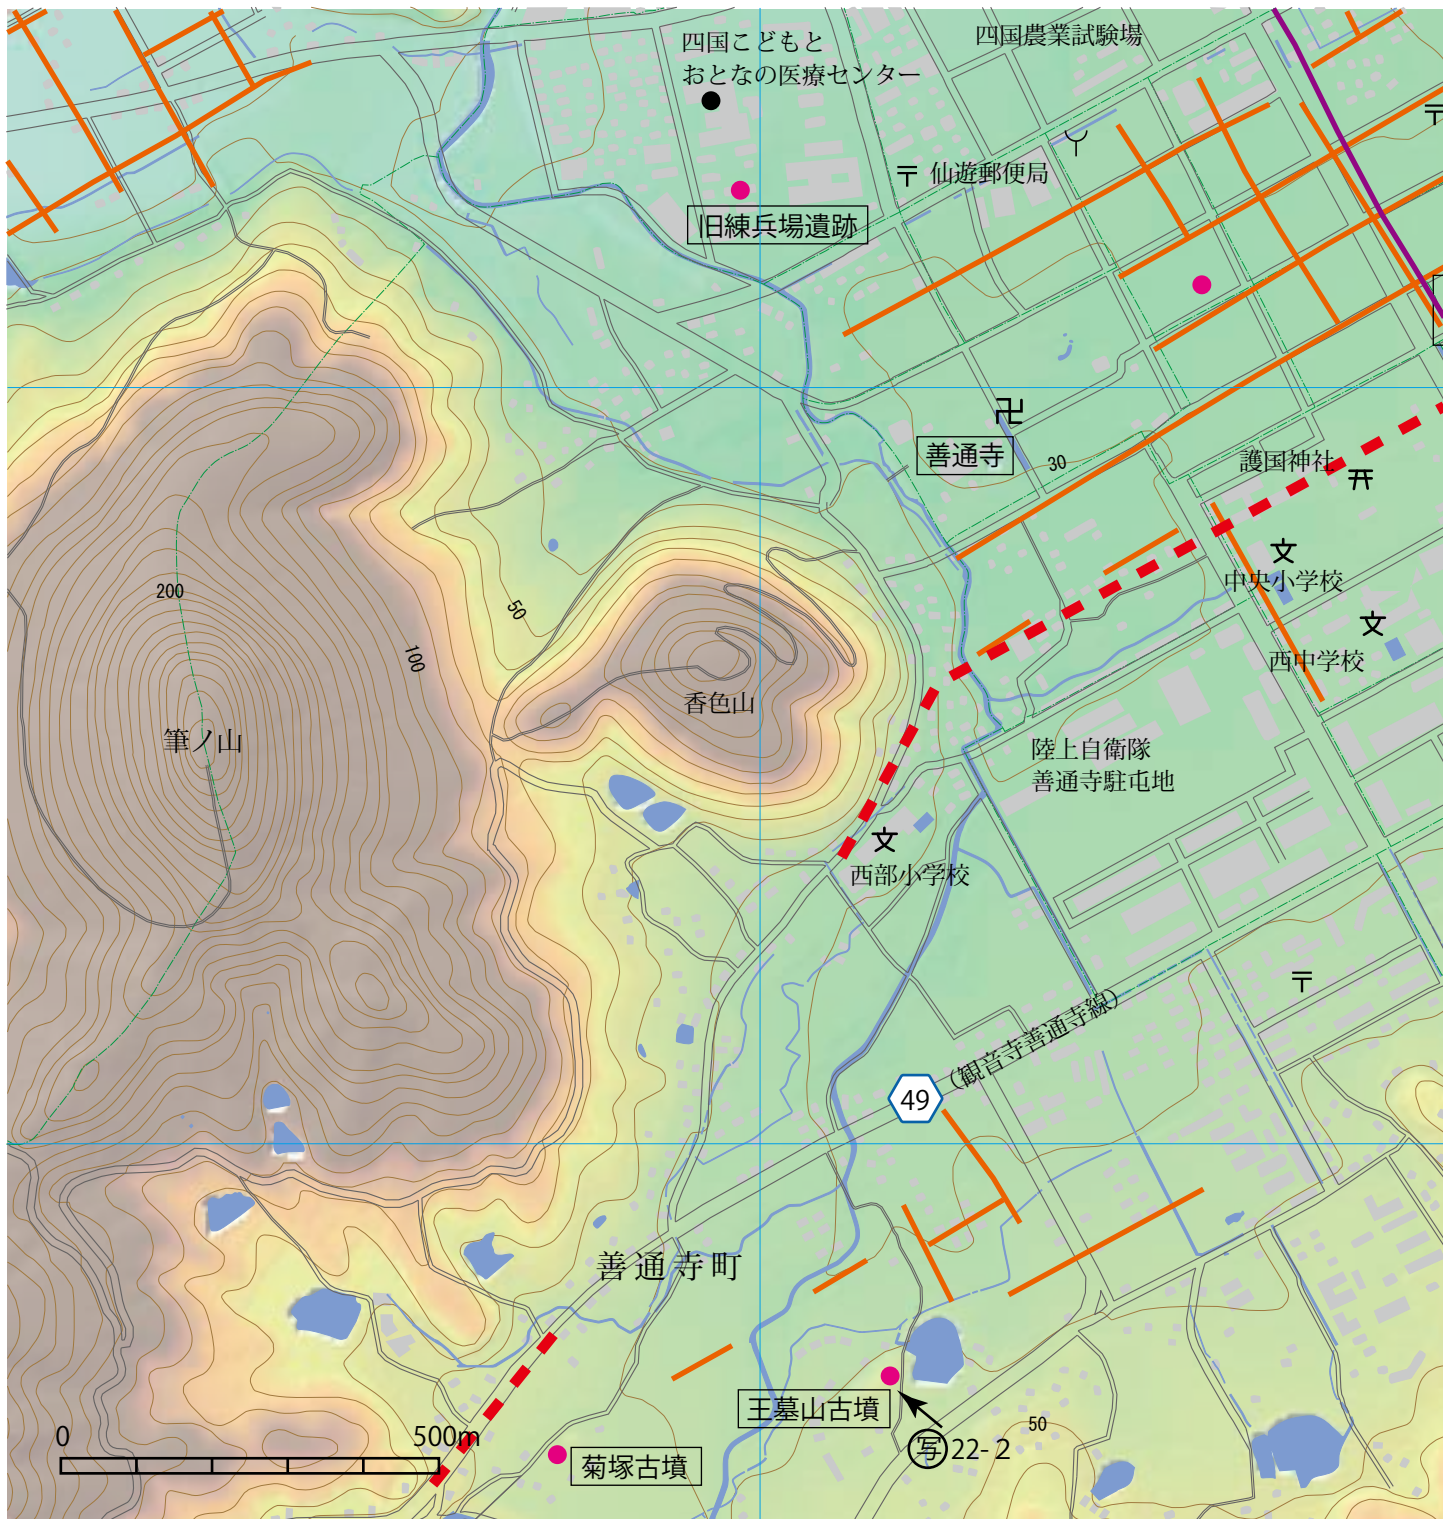 四国こどもと
おとなの医療センター
四国農業試験場
〒
〒 仙遊郵便局
旧練兵場遺跡
卍
善通寺
30
護国神社
文
中央小学校
文
西中学校
200
50
100
香色山
筆ノ山
陸上自衛隊
善通寺駐屯地
文
西部小学校
〒
(観音寺善通寺線)
49
善通寺町
王墓山古墳
50
写 22-2
0 500m
菊塚古墳